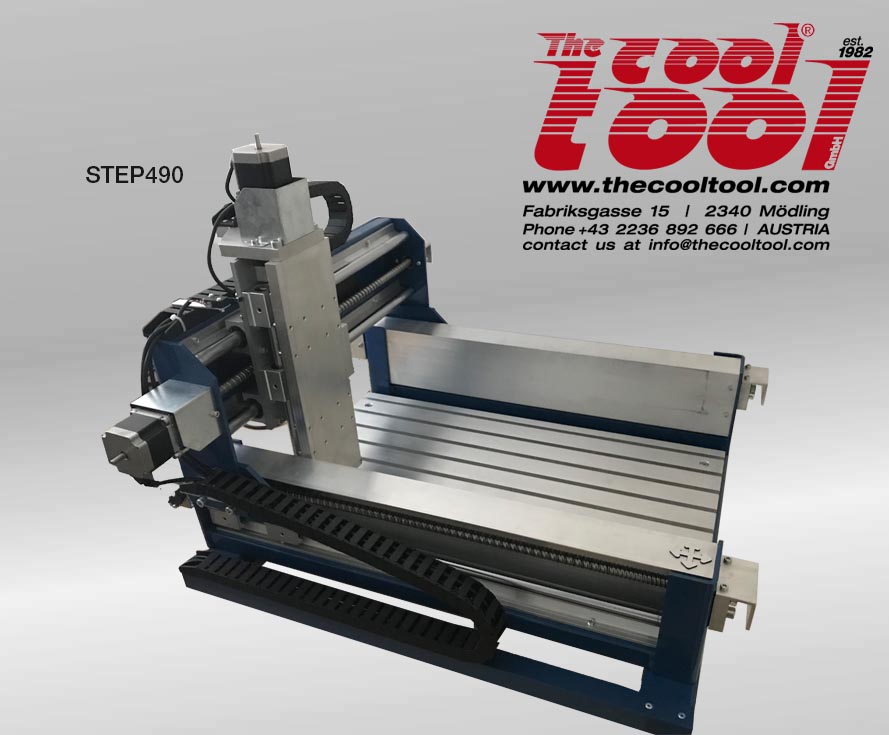 STEP490
The cool ®
tool GmbH
est.
1982
www.thecooltool.com
Fabriksgasse 15 | 2340 Mödling
Phone +43 2236 892 666 | AUSTRIA
contact us at info@thecooltool.com